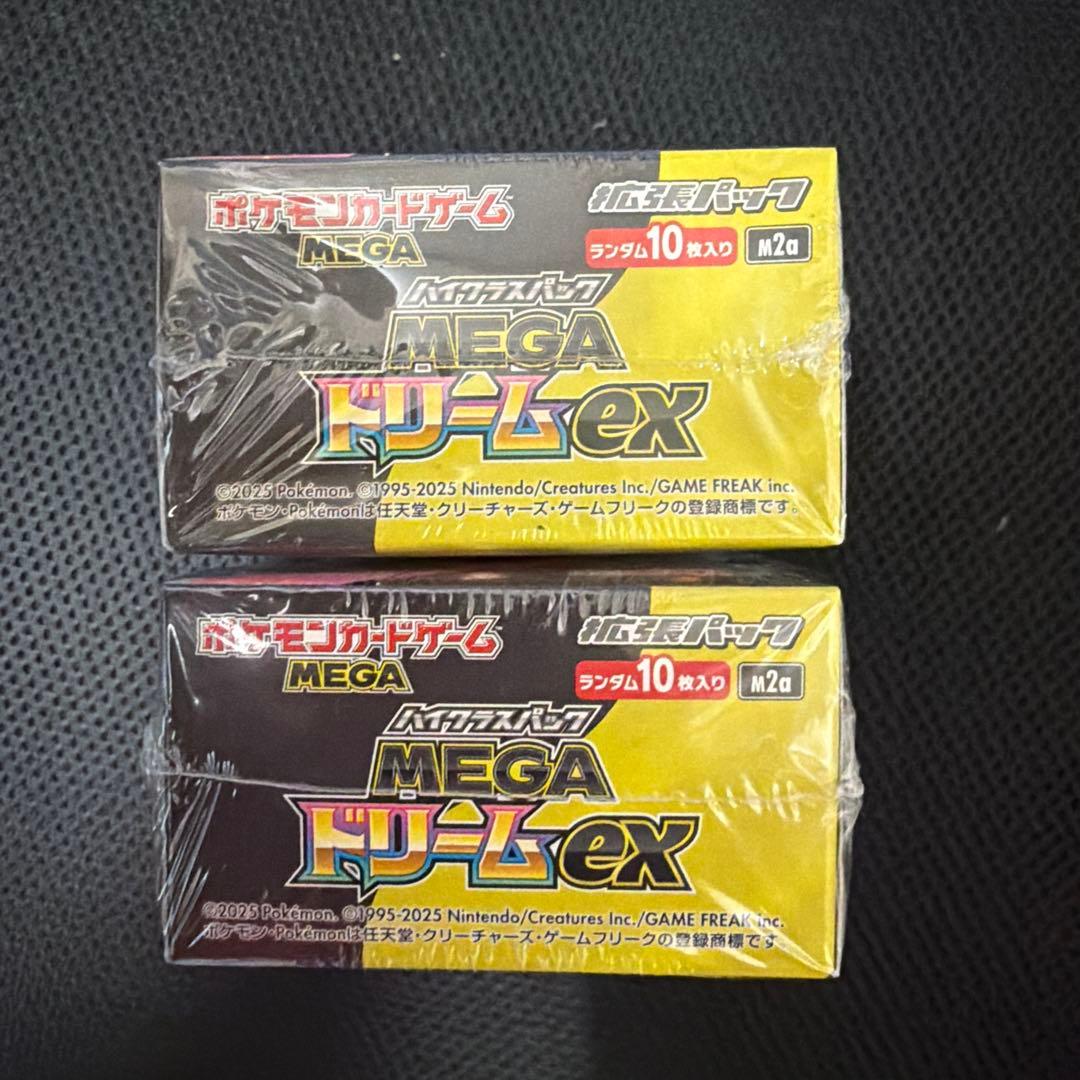 ポケモンカードゲーム
MEGA
拡張パック
ランダム10枚入り M2a
ハイクラスパック
MEGA
ドリームex
©2025 Pokémon. ©1995-2025 Nintendo/Creatures Inc./GAME FREAK inc.
ポケモン・Pokémonは任天堂・クリーチャーズ・ゲームフリークの登録商標です。
ポケモンカードゲーム
MEGA
拡張パック
ランダム10枚入り M2a
ハイクラスパック
MEGA
ドリームex
©2025 Pokémon. ©1995-2025 Nintendo/Creatures Inc./GAME FREAK inc.
ポケモン・Pokémonは任天堂・クリーチャーズ・ゲームフリークの登録商標です